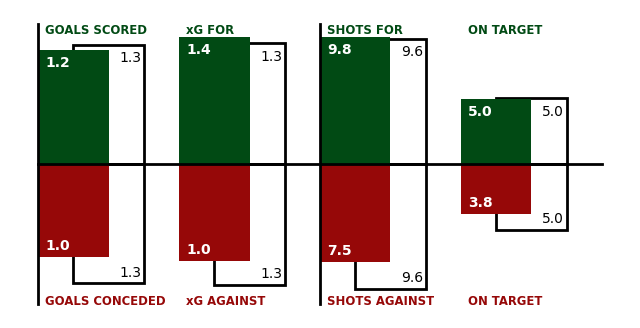 GOALS SCORED xG FOR SHOTS FOR ON TARGET
1.2 1.3 1.4 1.3 9.8 9.6 5.0 5.0
1.0 1.3 1.0 1.3 7.5 9.6 3.8 5.0
GOALS CONCEDED xG AGAINST SHOTS AGAINST ON TARGET